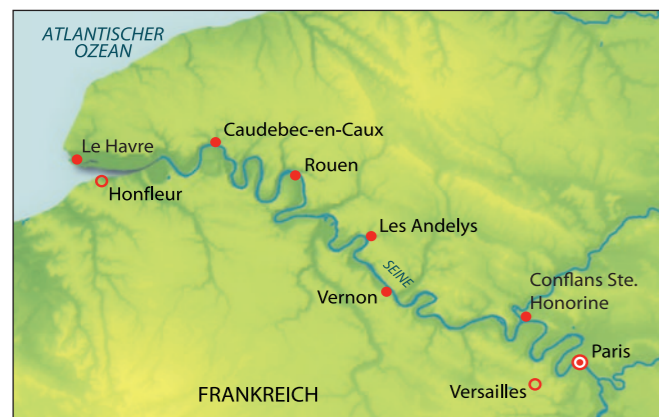 ATLANTISCHER
OZEAN
Caudebec-en-Caux
Le Havre
Rouen
Honfleur
Les Andelys
SEINE
Conflans Ste.
Honorine
Vernon
Paris
Versailles
FRANKREICH